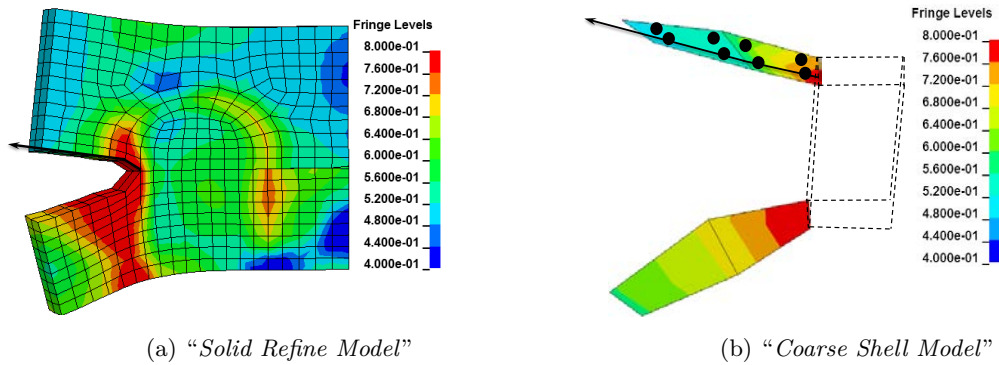 Fringe Levels
8.000e-01
7.600e-01
7.200e-01
6.800e-01
6.400e-01
6.000e-01
5.600e-01
5.200e-01
4.800e-01
4.400e-01
4.000e-01
(a) “Solid Refine Model”
Fringe Levels
8.000e-01
7.600e-01
7.200e-01
6.800e-01
6.400e-01
6.000e-01
5.600e-01
5.200e-01
4.800e-01
4.400e-01
4.000e-01
(b) “Coarse Shell Model”